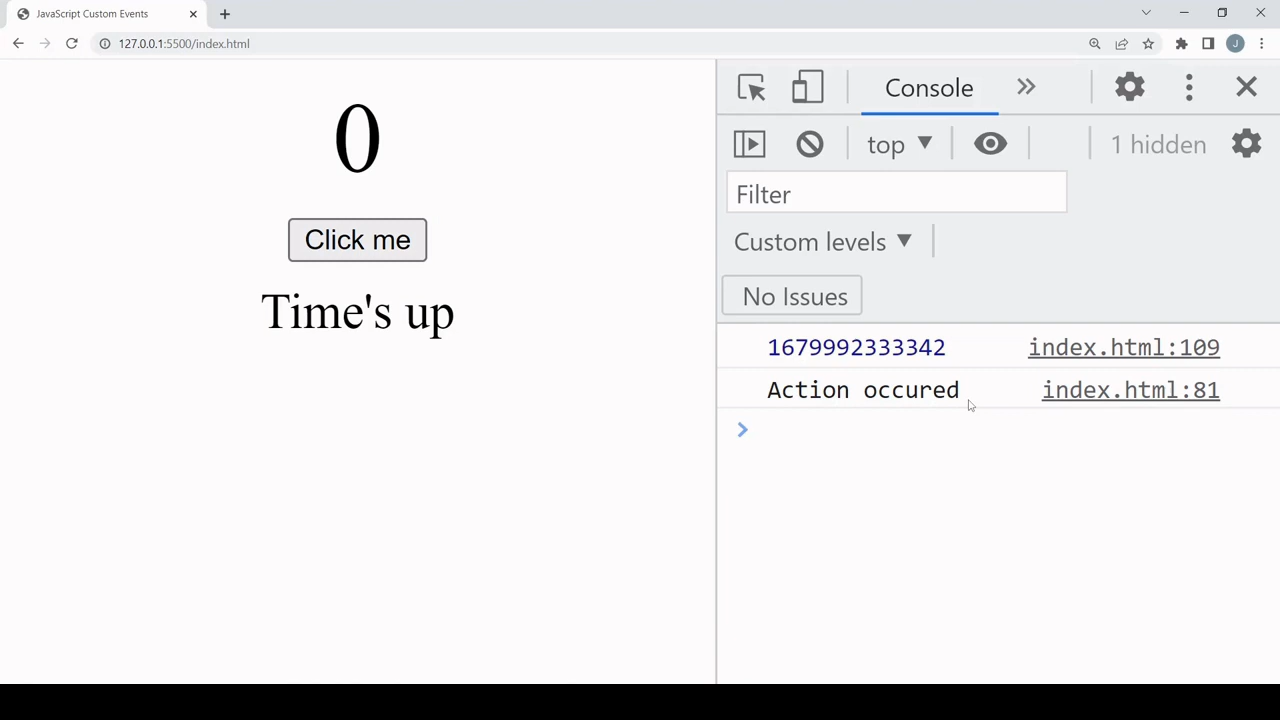 JavaScript Custom Events
127.0.0.1:5500/index.html
J
0
Click me
Time's up
Console
top
1 hidden
Filter
Custom levels
No Issues
1679992333342 index.html:109
Action occured index.html:81